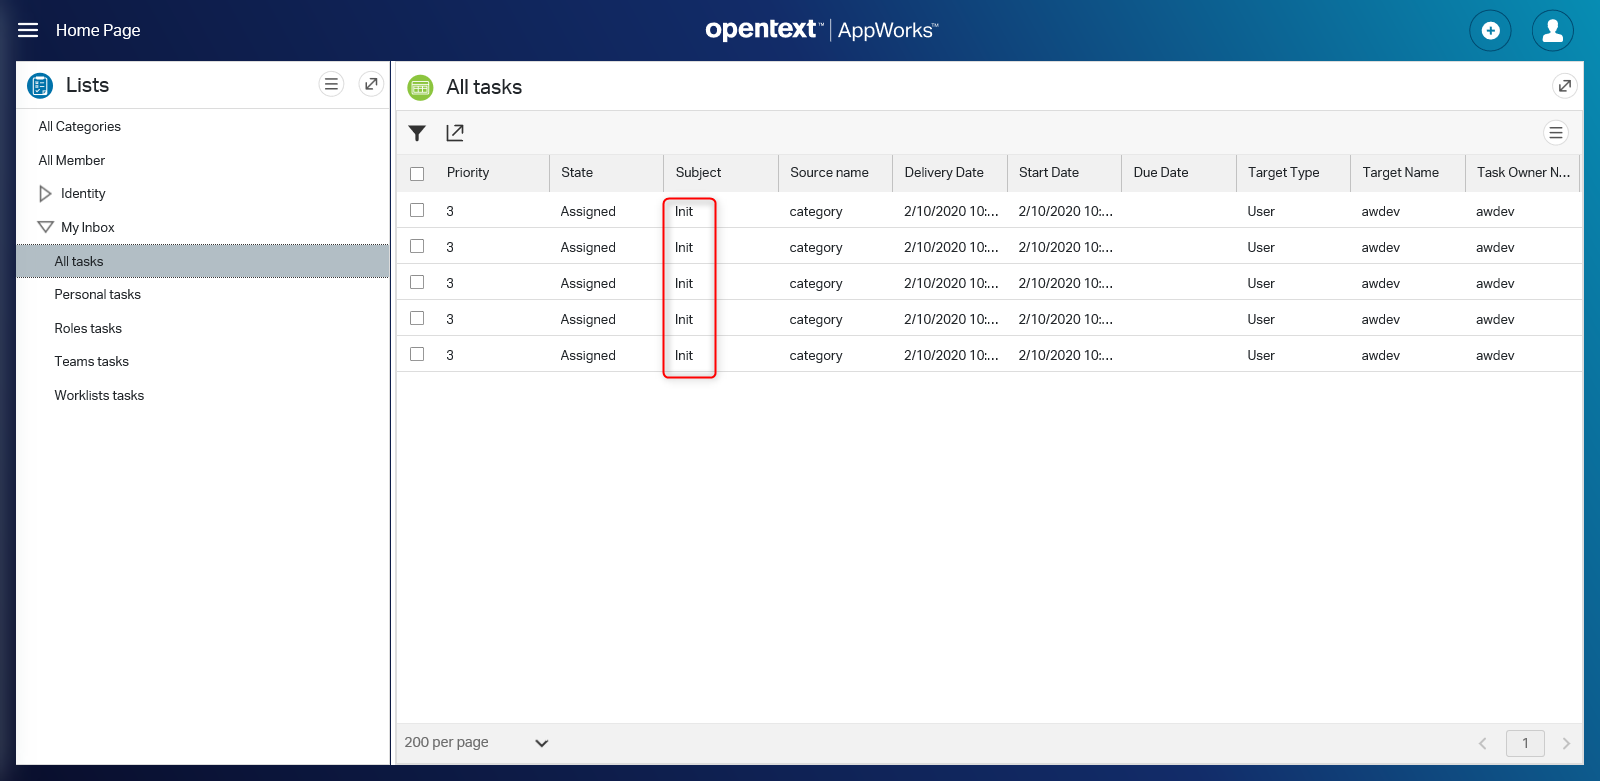 Home Page
opentext™ | AppWorks™
Lists
All Categories
All Member
Identity
My Inbox
All tasks
Personal tasks
Roles tasks
Teams tasks
Worklists tasks
All tasks
Priority State Subject Source name Delivery Date Start Date Due Date Target Type Target Name Task Owner N...
3 Assigned Init category 2/10/2020 10:... 2/10/2020 10:... User awdev awdev
3 Assigned Init category 2/10/2020 10:... 2/10/2020 10:... User awdev awdev
3 Assigned Init category 2/10/2020 10:... 2/10/2020 10:... User awdev awdev
3 Assigned Init category 2/10/2020 10:... 2/10/2020 10:... User awdev awdev
3 Assigned Init category 2/10/2020 10:... 2/10/2020 10:... User awdev awdev
200 per page
1